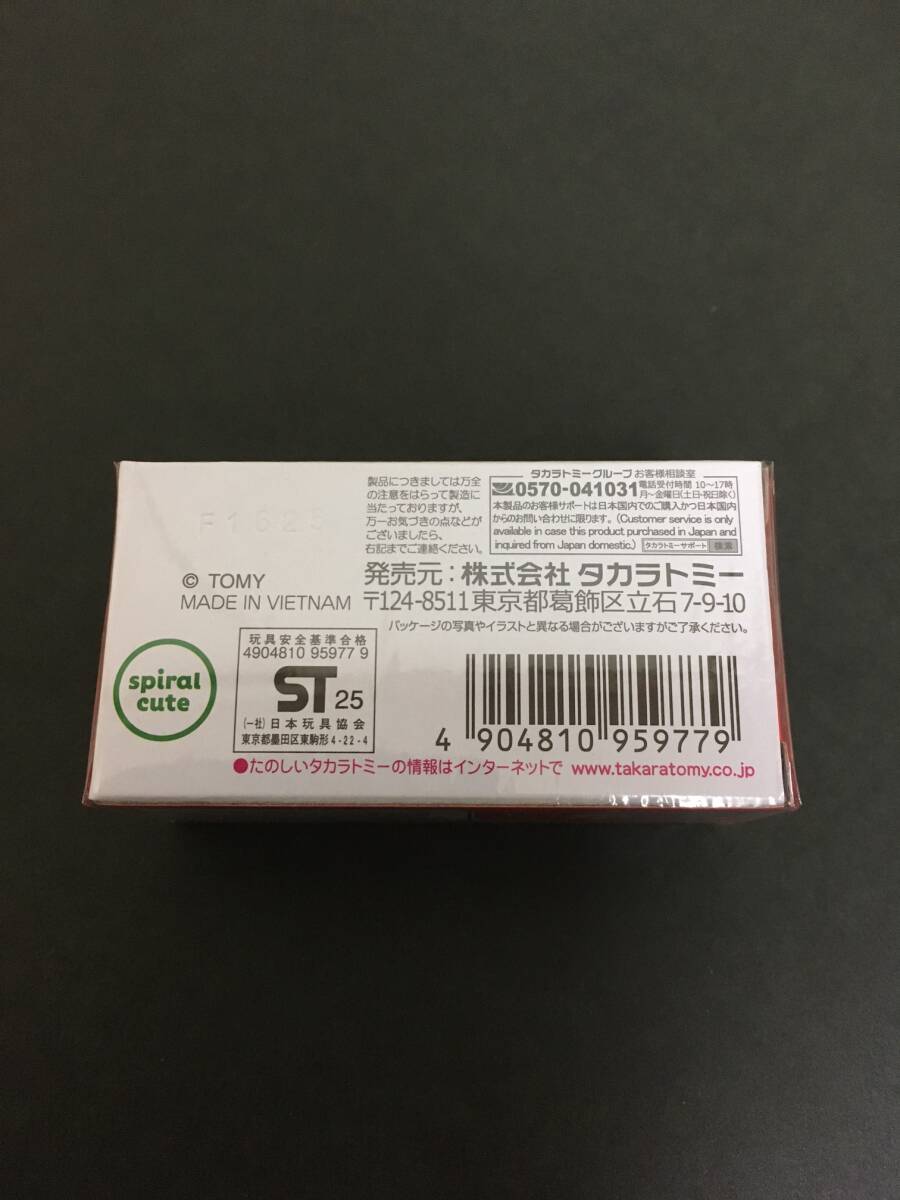 製品につきましては万全
の注意をはらって製造に
当たっておりますが、
万一お気づきの点などが
ございましたら、
右記までご連絡ください。
タカラトミーグループ お客様相談室
0570-041031 電話受付時間 10〜17時
月〜金曜日(土日・祝日除く)
本製品のお客様サポートは日本国内でのご購入かつ日本国内
からのお問い合わせに限ります。(Customer service is only
available in case this product purchased in Japan and
inquired from Japan domestic.) タカラトミーサポート 検索
© TOMY
MADE IN VIETNAM
発売元:株式会社 タカラトミー
〒124-8511 東京都葛飾区立石7-9-10
パッケージの写真やイラストと異なる場合がございますがご了承ください。
spiral
cute
玩具安全基準合格
4904810 95977 9
ST 25
(一社)日本玩具協会
東京都墨田区東駒形4-22-4
4 904810 959779
●たのしいタカラトミーの情報はインターネットで www.takaratomy.co.jp